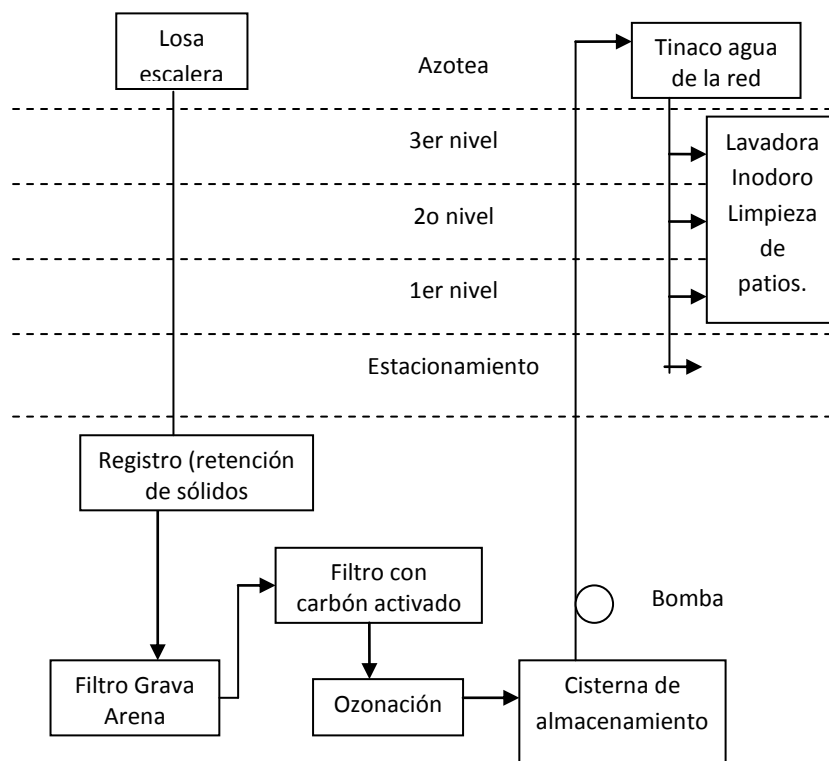 Losa
escalera
Azotea
Tinaco agua
de la red
3er nivel
2o nivel
1er nivel
Lavadora
Inodoro
Limpieza
de
patios.
Estacionamiento
Registro (retención
de sólidos
Filtro con
carbón activado
Bomba
Filtro Grava
Arena
Ozonación
Cisterna de
almacenamiento